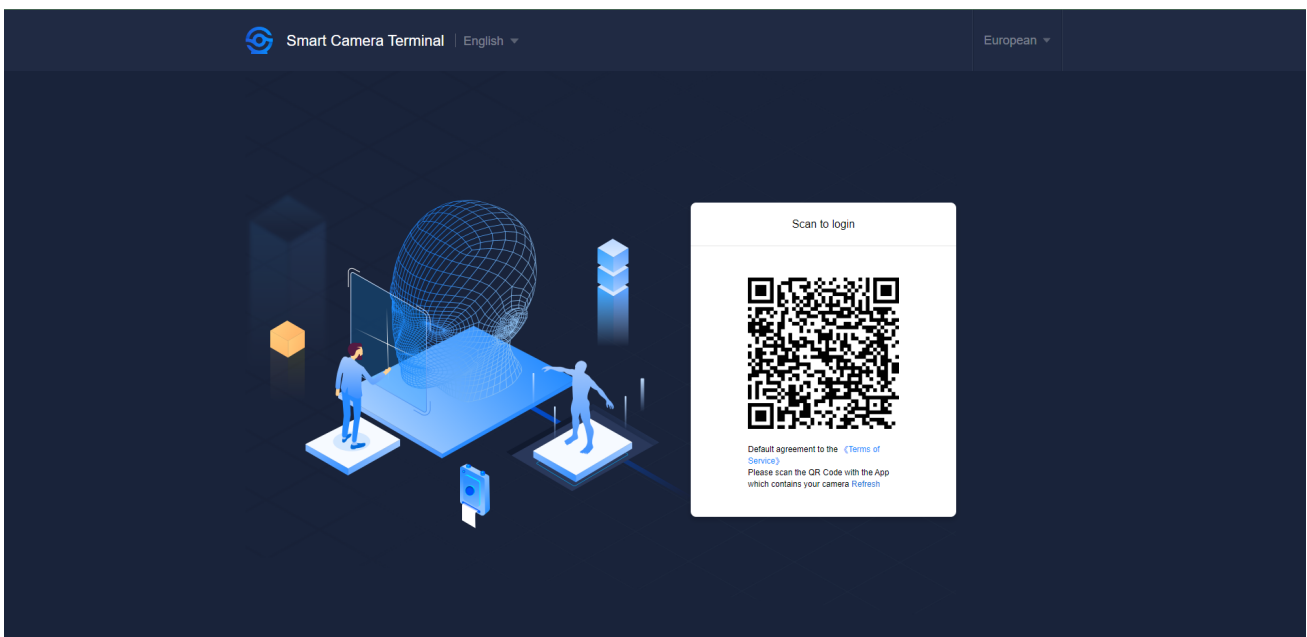 Smart Camera Terminal English
European
Scan to login
Default agreement to the 《Terms of
Service》
Please scan the QR Code with the App
which contains your camera Refresh